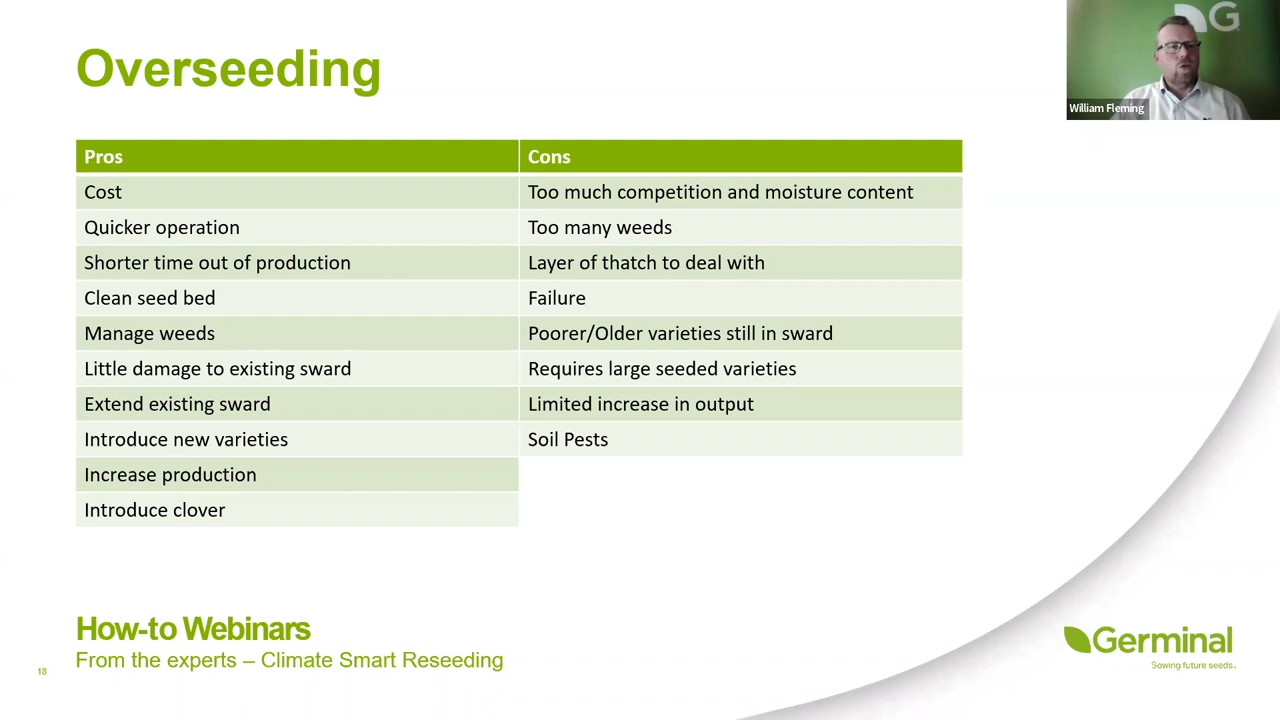 Overseeding
G
William Fleming
Pros Cons
Cost Too much competition and moisture content
Quicker operation Too many weeds
Shorter time out of production Layer of thatch to deal with
Clean seed bed Failure
Manage weeds Poorer/Older varieties still in sward
Little damage to existing sward Requires large seeded varieties
Extend existing sward Limited increase in output
Introduce new varieties Soil Pests
Increase production
Introduce clover
How-to Webinars
From the experts – Climate Smart Reseeding
18
Germinal
Sowing future seeds.